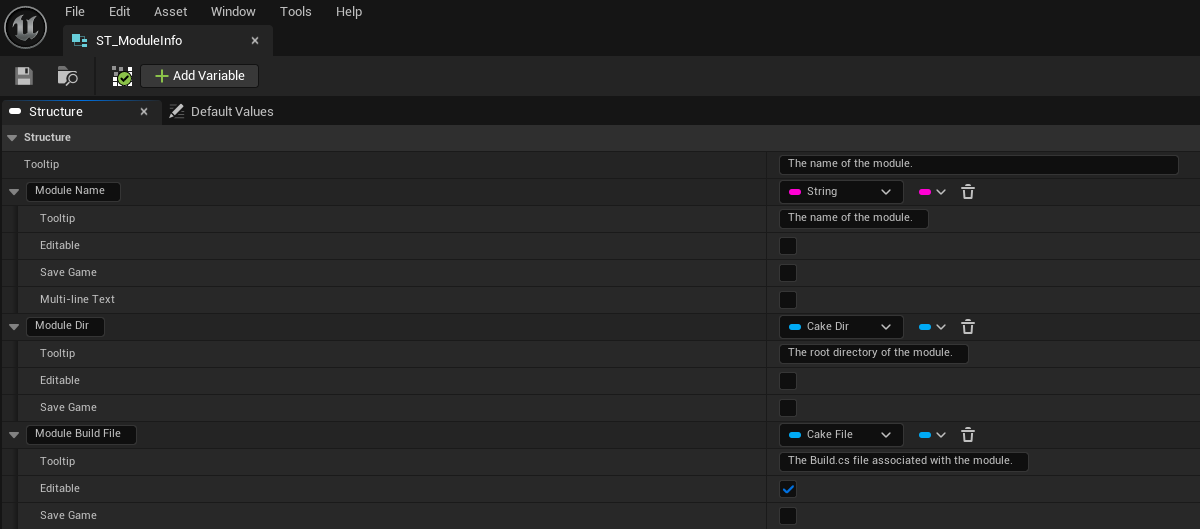 File Edit Asset Window Tools Help
ST_ModuleInfo
Add Variable
Structure Default Values
Structure
Tooltip The name of the module.
Module Name String
Tooltip The name of the module.
Editable
Save Game
Multi-line Text
Module Dir Cake Dir
Tooltip The root directory of the module.
Editable
Save Game
Module Build File Cake File
Tooltip The Build.cs file associated with the module.
Editable
Save Game